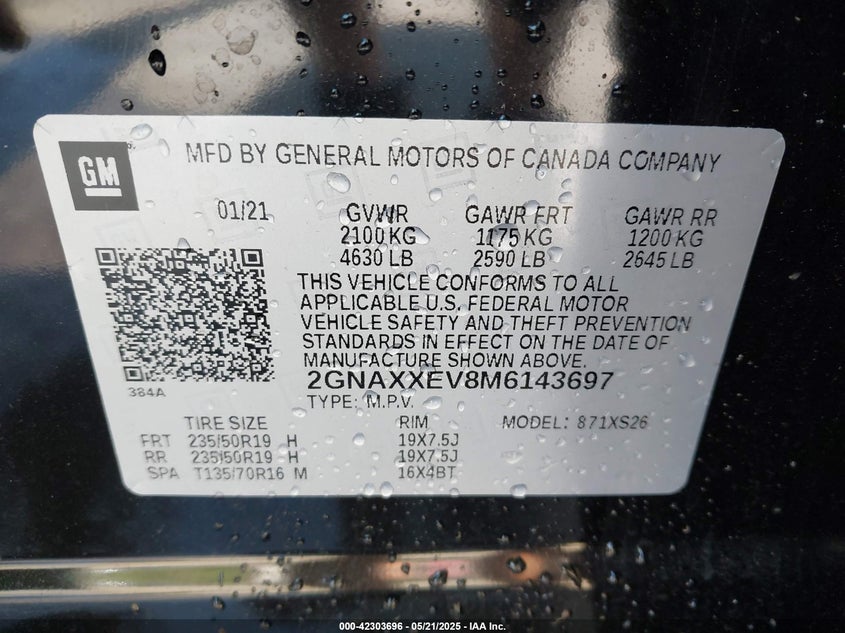 GM
MFD BY GENERAL MOTORS OF CANADA COMPANY
01/21 GVWR GAWR FRT GAWR RR
2100 KG 1175 KG 1200 KG
4630 LB 2590 LB 2645 LB
THIS VEHICLE CONFORMS TO ALL
APPLICABLE U.S. FEDERAL MOTOR
VEHICLE SAFETY AND THEFT PREVENTION
STANDARDS IN EFFECT ON THE DATE OF
MANUFACTURE SHOWN ABOVE.
2GNAXXEV8M6143697
384A
TYPE: M.P.V.
TIRE SIZE RIM MODEL: 871XS26
FRT 235/50R19 H 19X7.5J
RR 235/50R19 H 19X7.5J
SPA T135/70R16 M 16X4BT
000-42303696 - 05/21/2025 - IAA Inc.